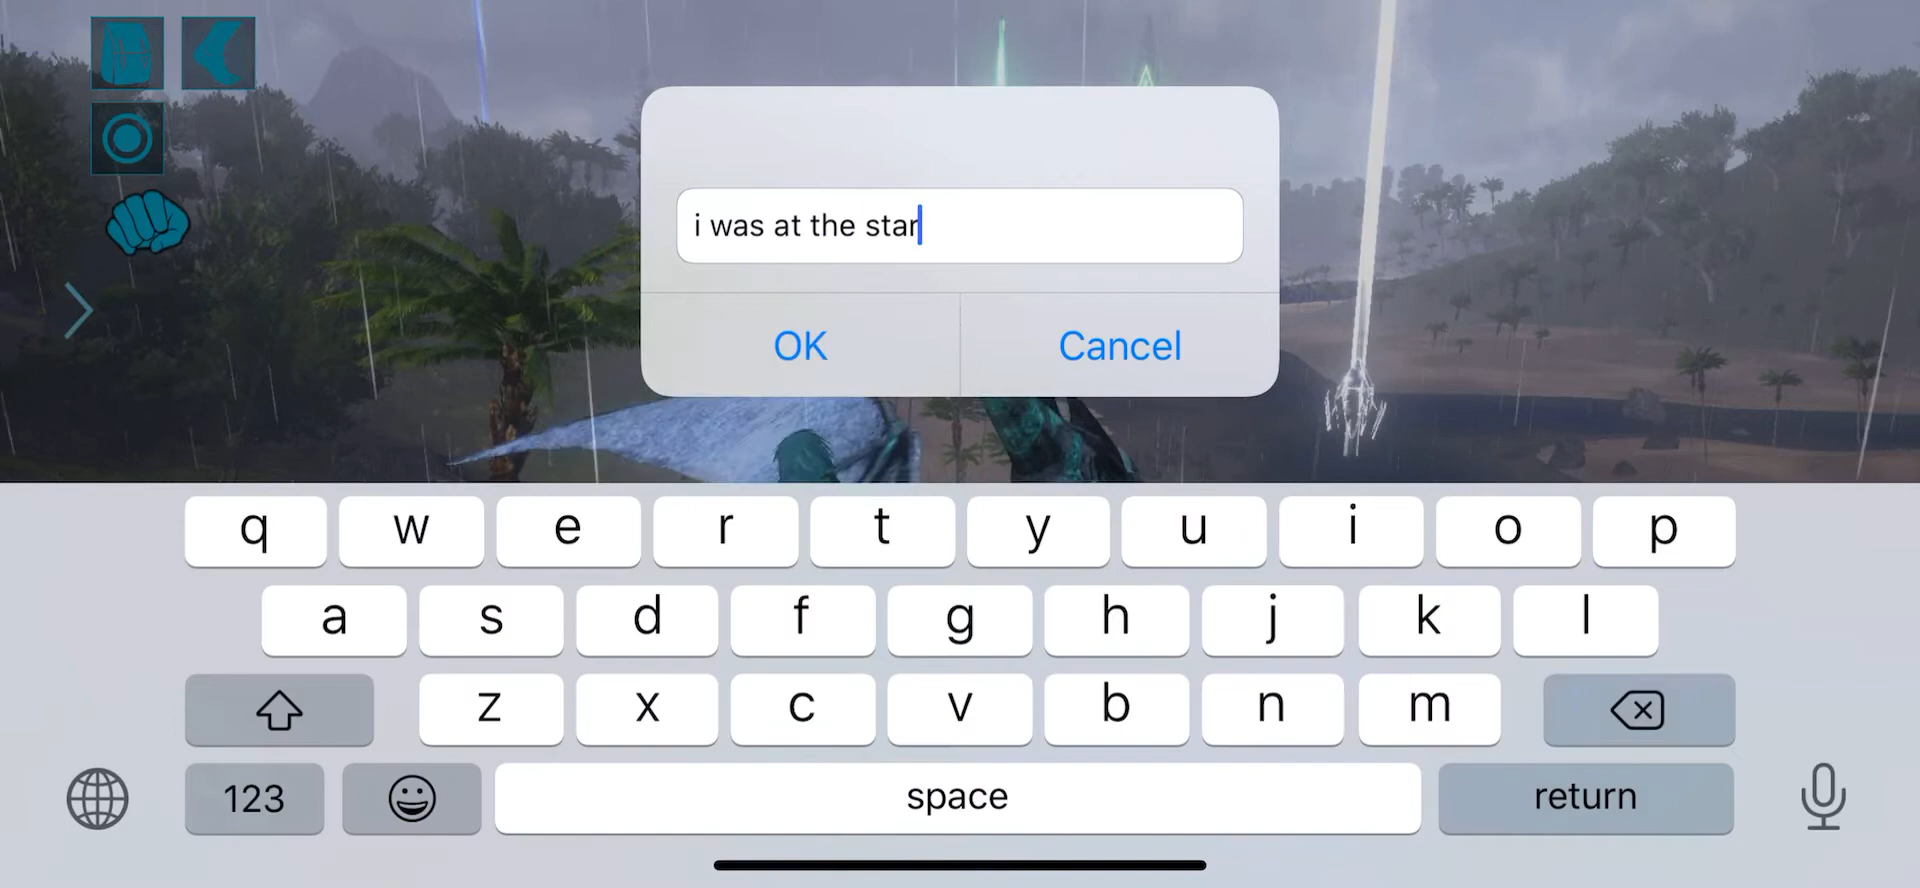 i was at the star
OK Cancel
q w e r t y u i o p
a s d f g h j k l
z x c v b n m
123 space return